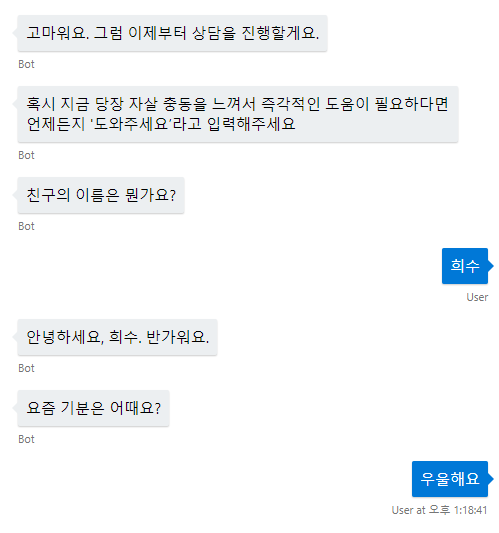 고마워요. 그럼 이제부터 상담을 진행할게요.
Bot
혹시 지금 당장 자살 충동을 느껴서 즉각적인 도움이 필요하다면
언제든지 '도와주세요'라고 입력해주세요
Bot
친구의 이름은 뭔가요?
Bot
희수
User
안녕하세요, 희수. 반가워요.
Bot
요즘 기분은 어때요?
Bot
우울해요
User at 오후 1:18:41